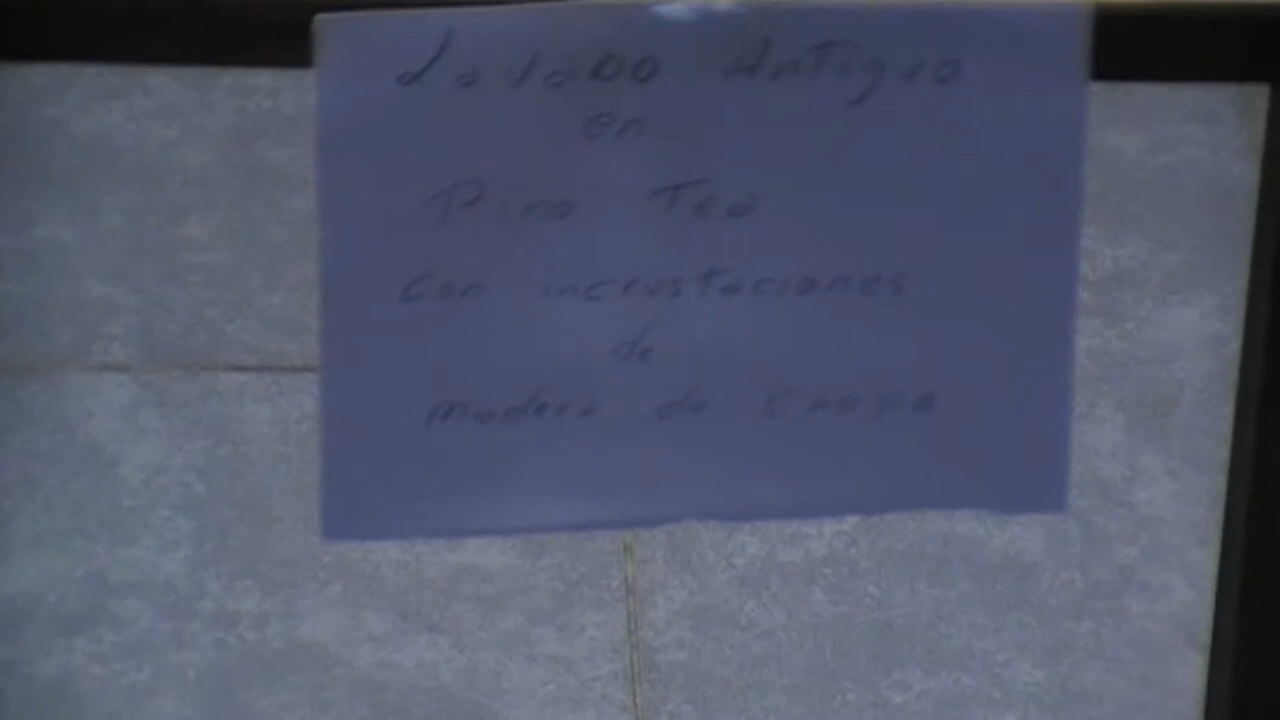 Lavabo Antiguo
en
Pino Tea
con incrustaciones
de
madera de Chopo